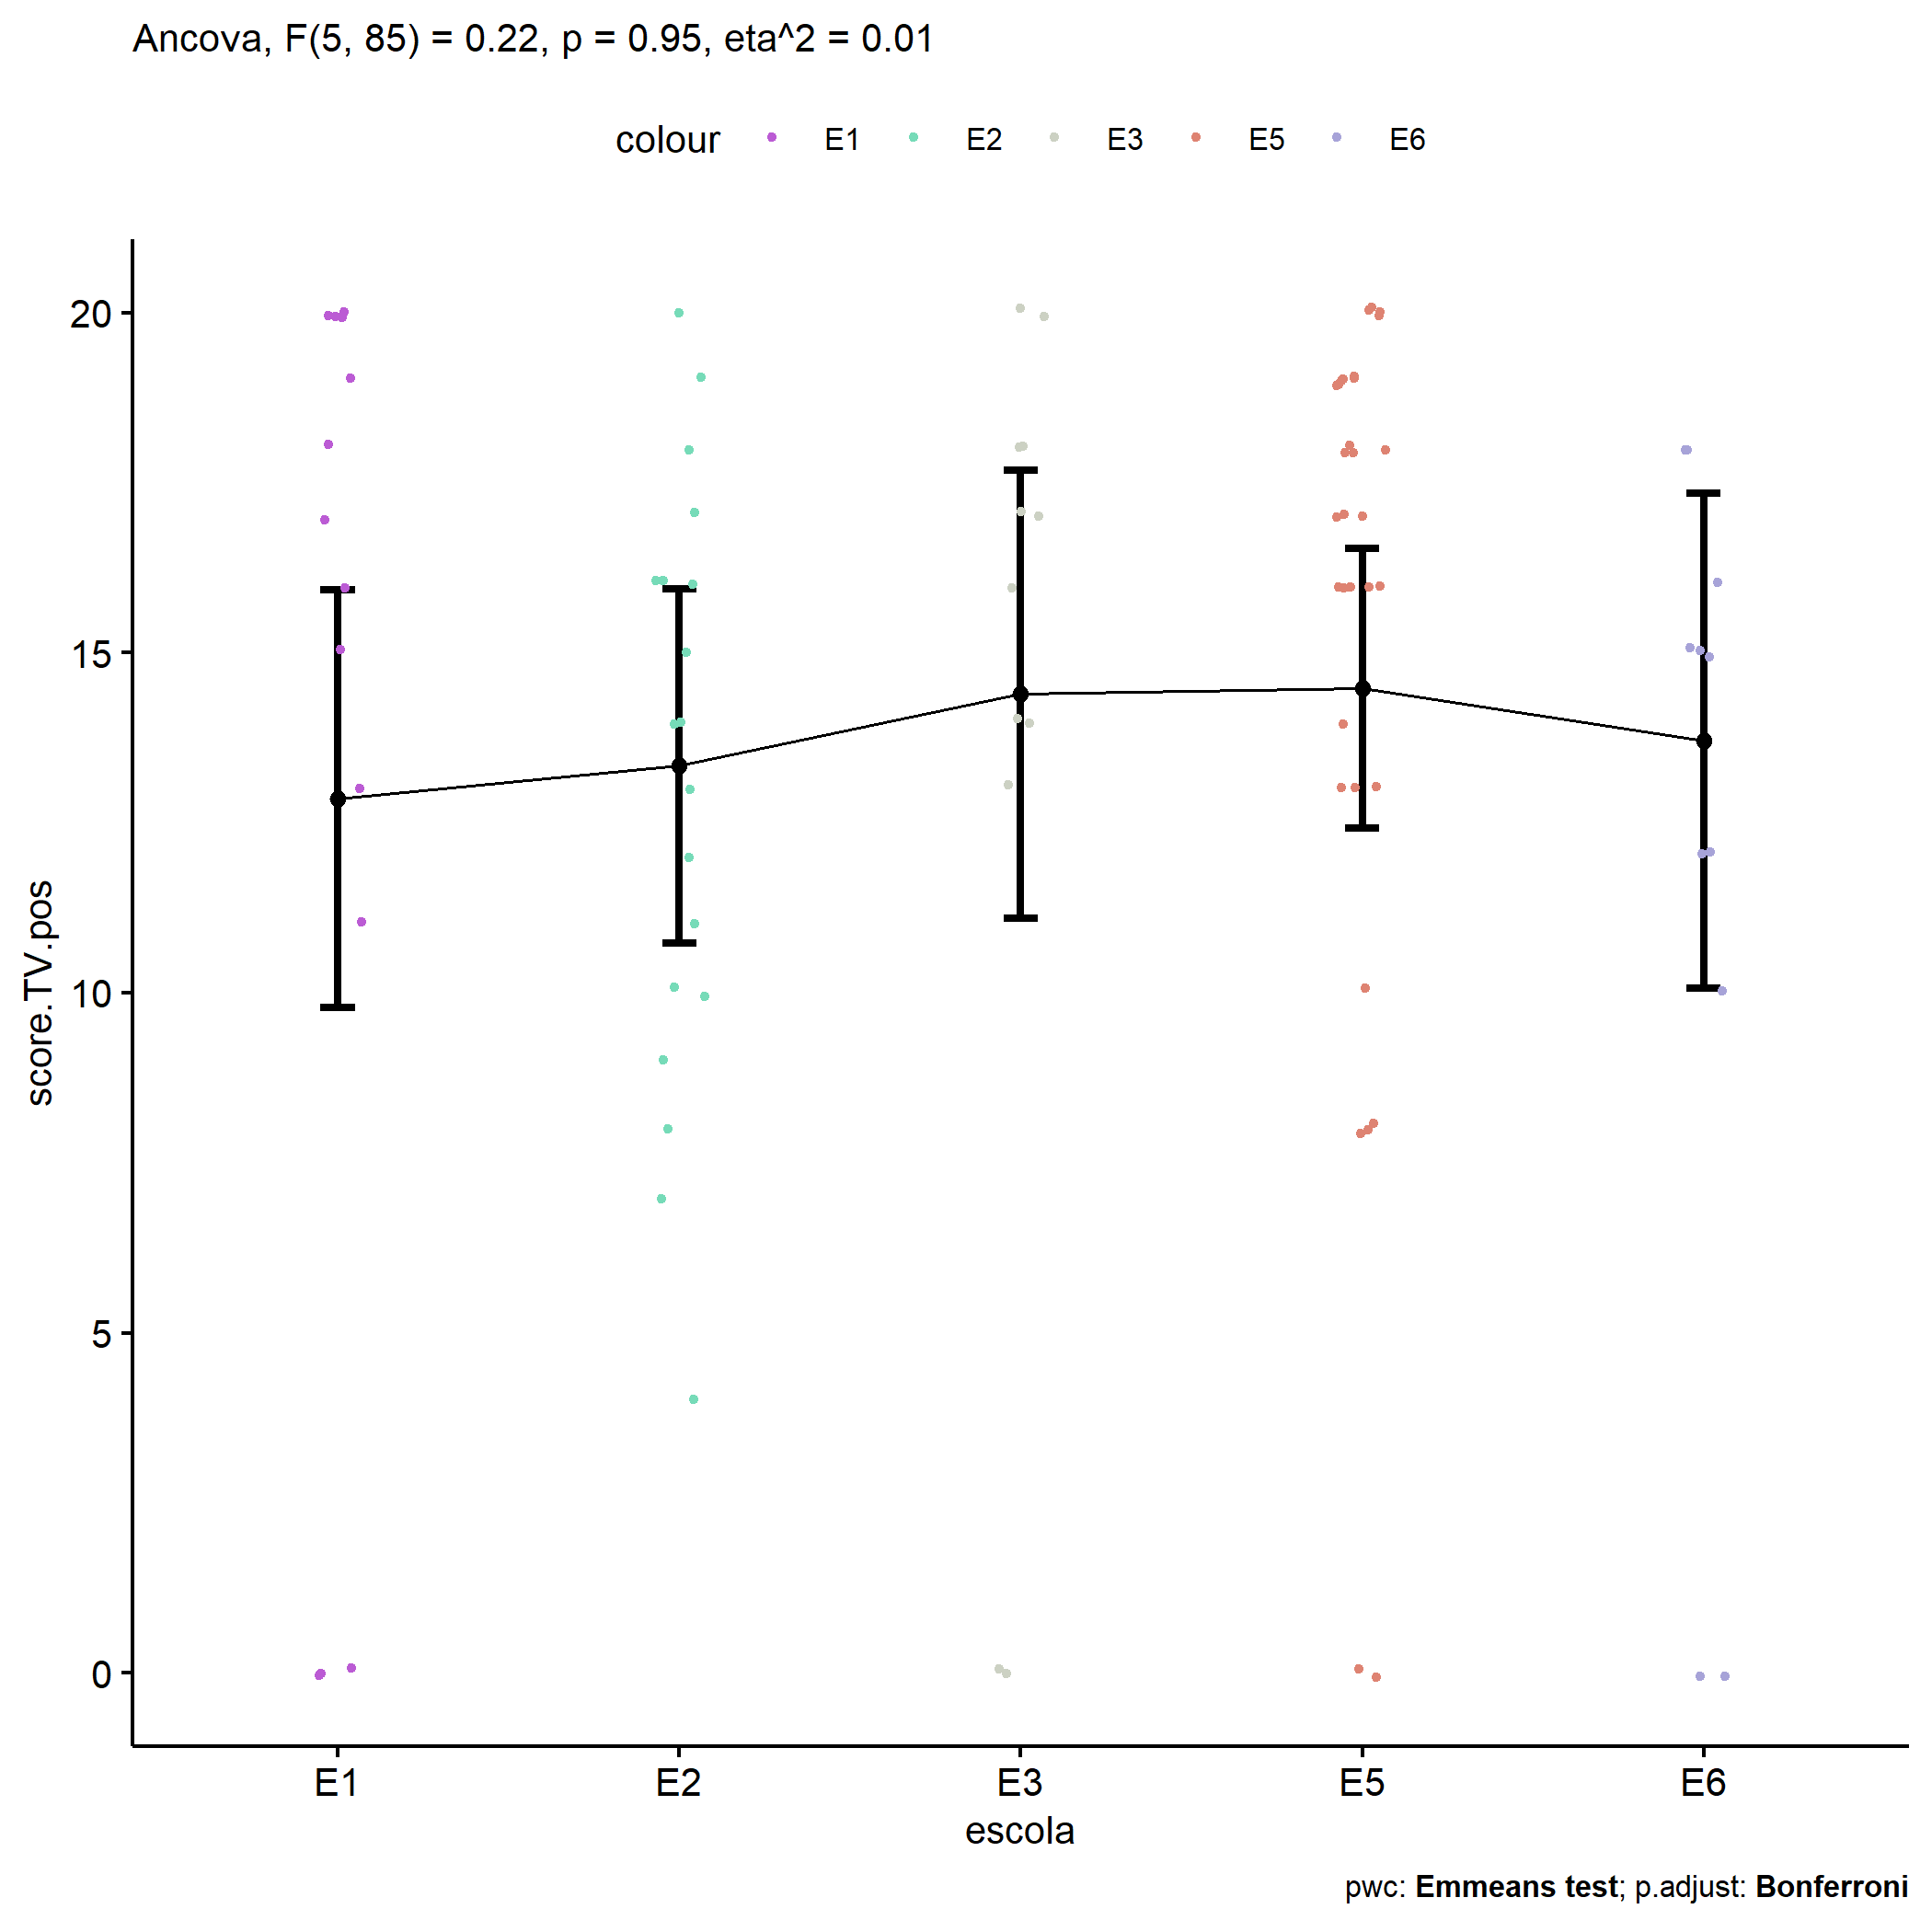 Ancova, F(5, 85) = 0.22, p = 0.95, eta^2 = 0.01
colour E1 E2 E3 E5 E6
score.TV.pos
20
15
10
5
0
E1 E2 E3 E5 E6
escola
pwc: Emmeans test; p.adjust: Bonferroni